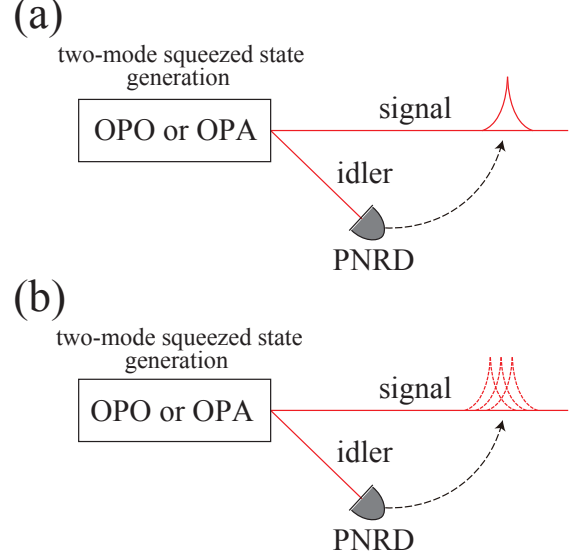 (a)
two-mode squeezed state
generation
OPO or OPA
signal
idler
PNRD
(b)
two-mode squeezed state
generation
OPO or OPA
signal
idler
PNRD